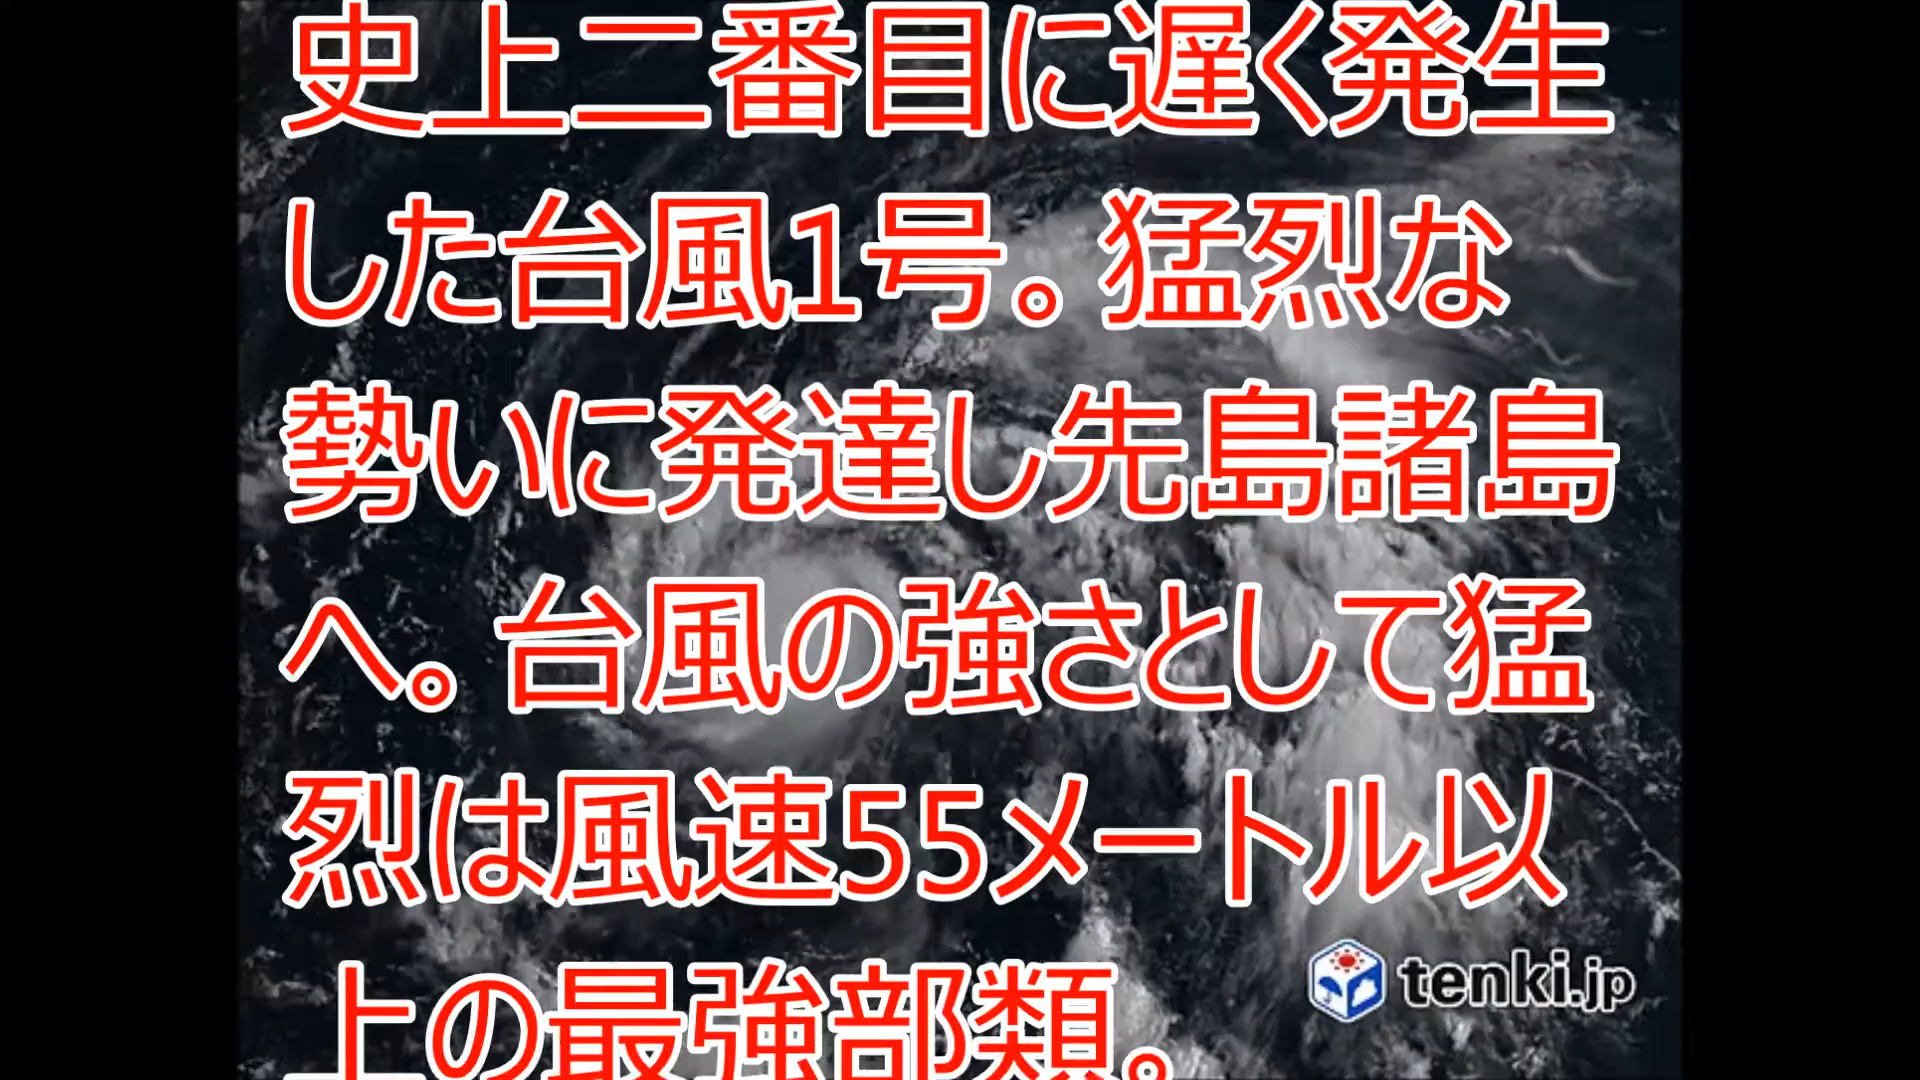 史上二番目に遅く発生
した台風1号。猛烈な
勢いに発達し先島諸島
へ。台風の強さとして猛
烈は風速55メートル以
上の最強部類。
tenki.jp